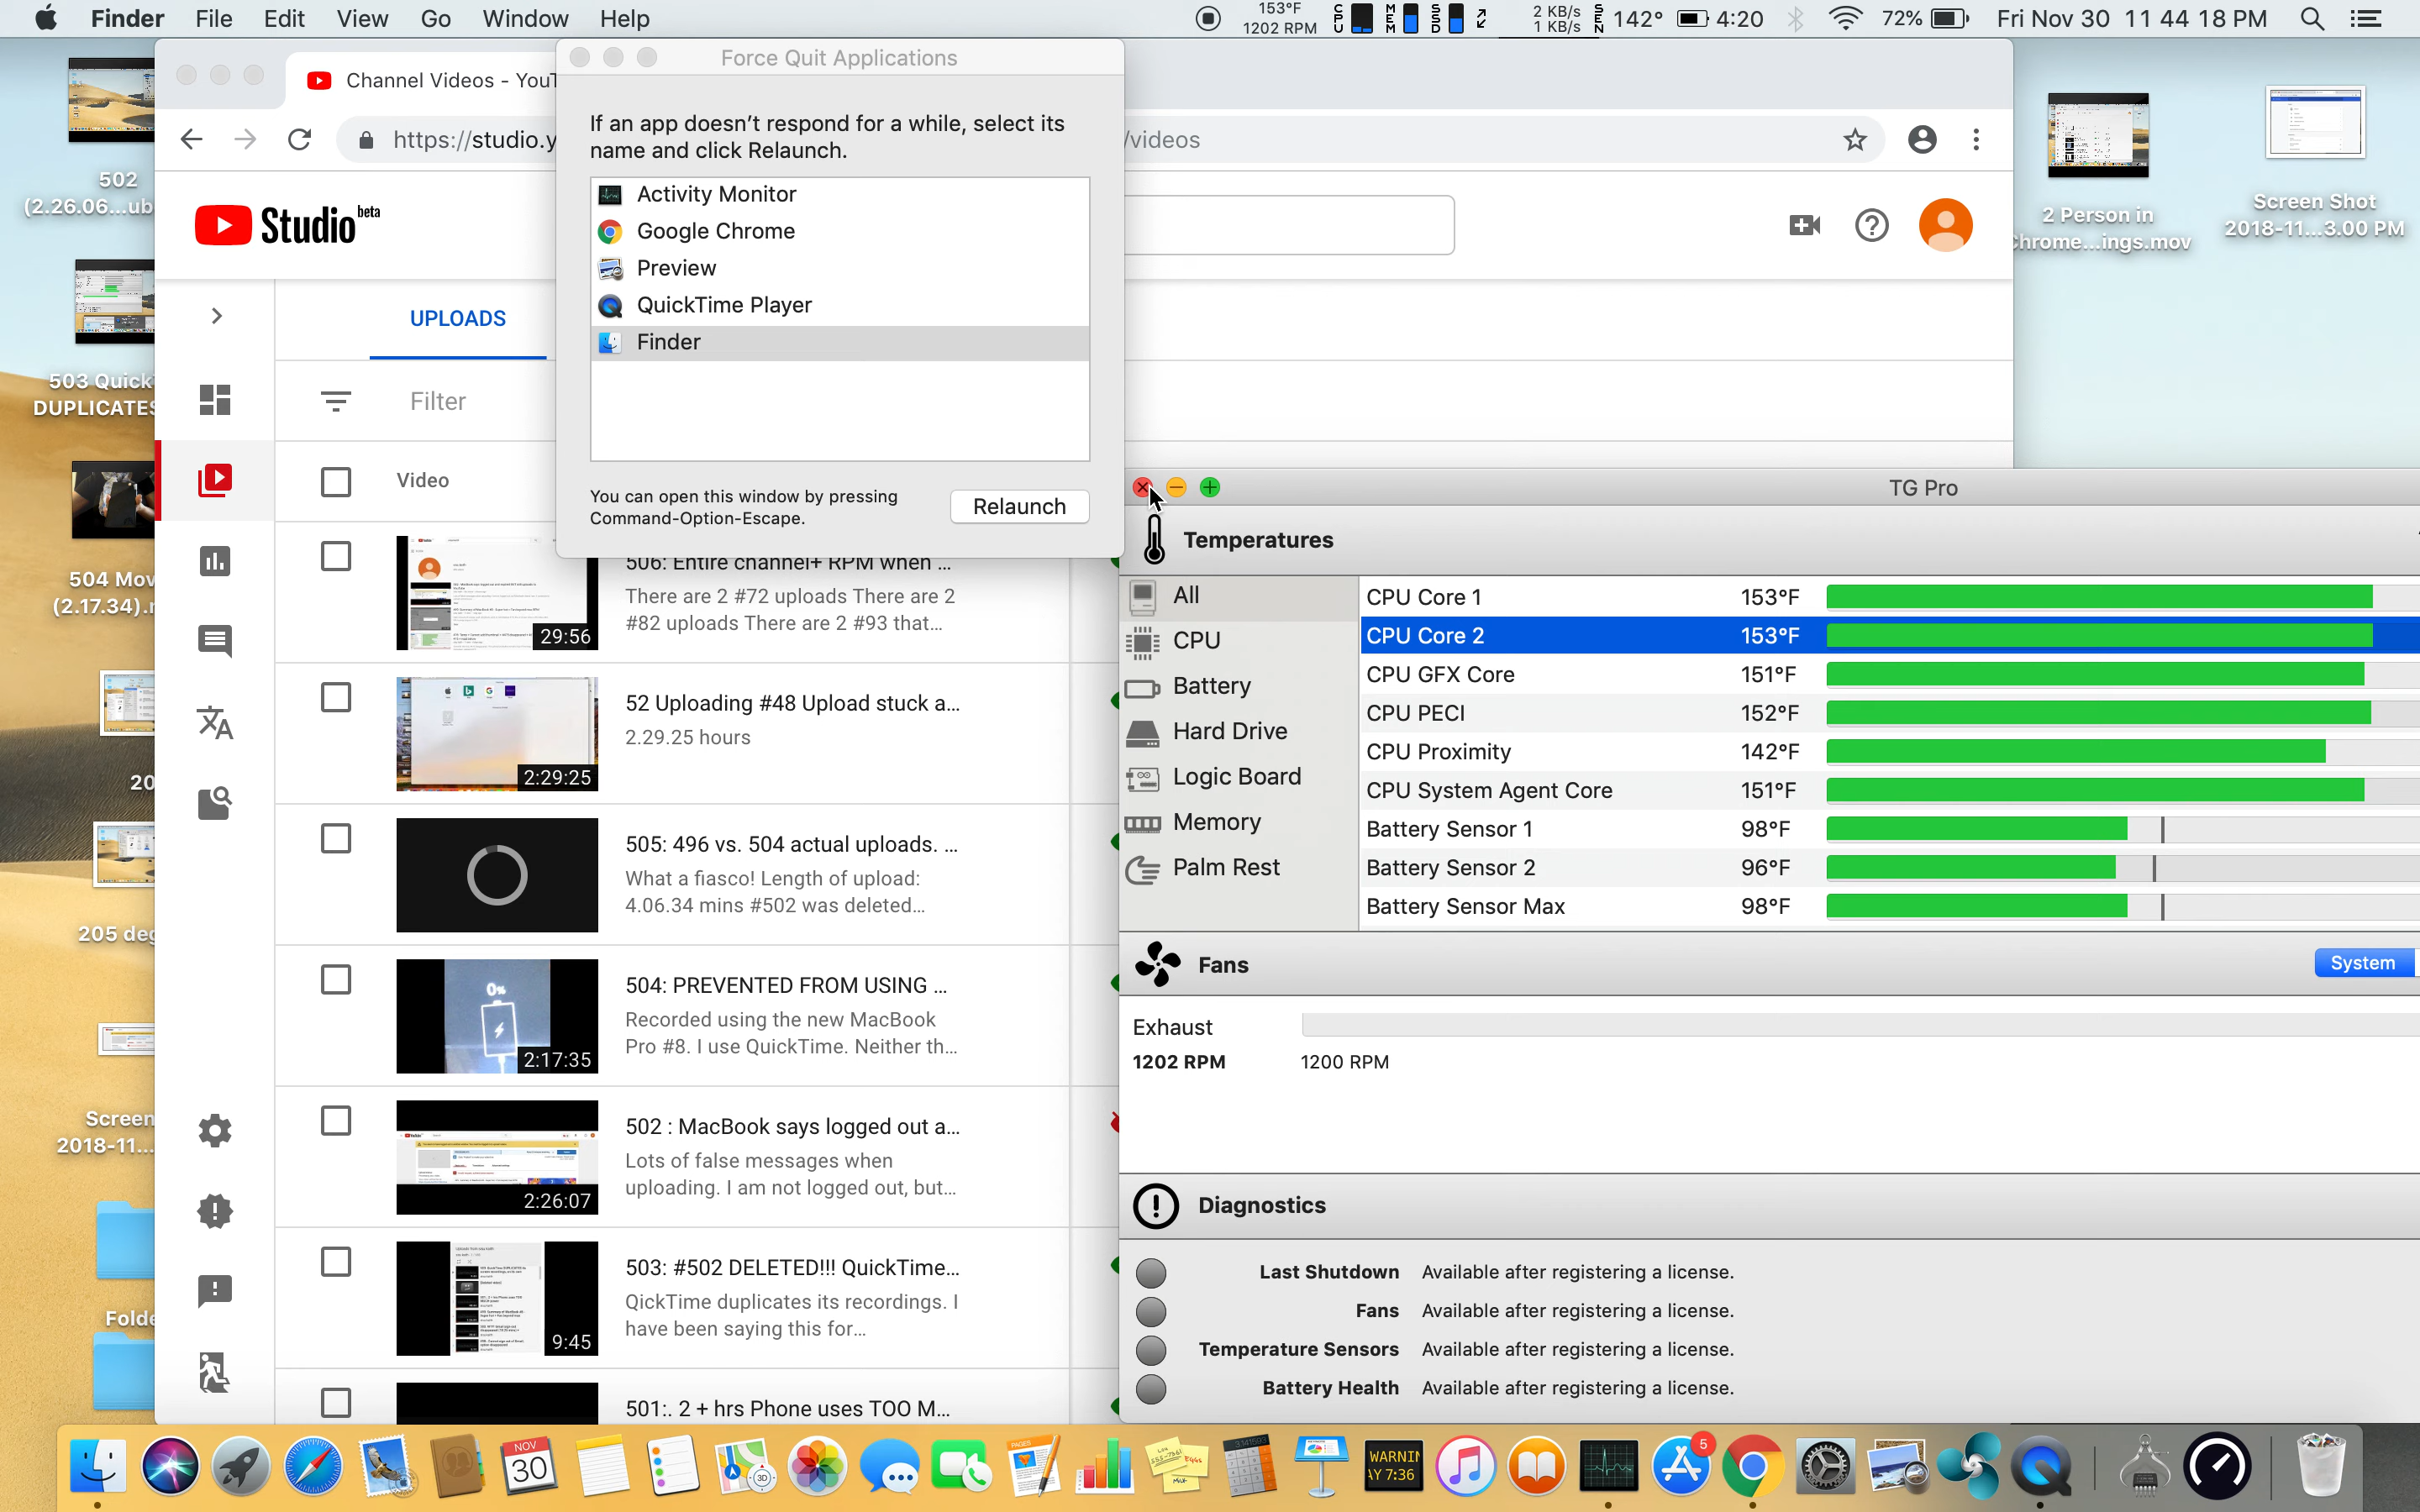 Finder File Edit View Go Window Help
153°F
1202 RPM
CPU MEM SSD
2 KB/s
1 KB/s
SEN 142° 4:20 72% Fri Nov 30 11 44 18 PM
Channel Videos - YouT
https://studio.y
/videos
Studio beta
UPLOADS
Filter
Video
Force Quit Applications
If an app doesn't respond for a while, select its
name and click Relaunch.
Activity Monitor
Google Chrome
Preview
QuickTime Player
Finder
You can open this window by pressing
Command-Option-Escape.
Relaunch
506: Entire channel+ RPM when ...
There are 2 #72 uploads There are 2
#82 uploads There are 2 #93 that...
29:56
52 Uploading #48 Upload stuck a...
2.29.25 hours
2:29:25
505: 496 vs. 504 actual uploads. ...
What a fiasco! Length of upload:
4.06.34 mins #502 was deleted...
504: PREVENTED FROM USING ...
Recorded using the new MacBook
Pro #8. I use QuickTime. Neither th...
0%
2:17:35
502 : MacBook says logged out a...
Lots of false messages when
uploading. I am not logged out, but...
2:26:07
503: #502 DELETED!!! QuickTime...
QickTime duplicates its recordings. I
have been saying this for...
9:45
501:. 2 + hrs Phone uses TOO M...
TG Pro
Temperatures
All
CPU
Battery
Hard Drive
Logic Board
Memory
Palm Rest
CPU Core 1 153°F
CPU Core 2 153°F
CPU GFX Core 151°F
CPU PECI 152°F
CPU Proximity 142°F
CPU System Agent Core 151°F
Battery Sensor 1 98°F
Battery Sensor 2 96°F
Battery Sensor Max 98°F
Fans
System
Exhaust
1202 RPM 1200 RPM
Diagnostics
Last Shutdown Available after registering a license.
Fans Available after registering a license.
Temperature Sensors Available after registering a license.
Battery Health Available after registering a license.
502
(2.26.06...ub
503 Quick
DUPLICATES
504 Mov
(2.17.34).r
20
205 deg
Screen
2018-11...
Folde
2 Person in
Chrome...ings.mov
Screen Shot
2018-11...3.00 PM
NOV
30
3D
PAGES
WARNIN
AY 7:36
5